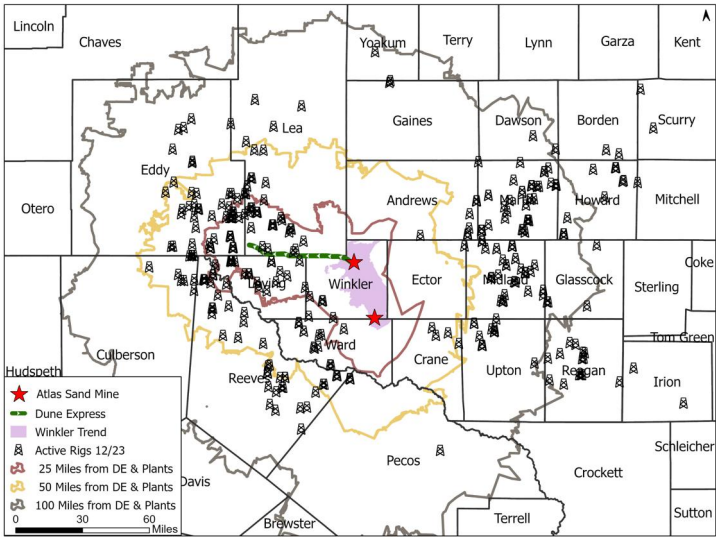 Lincoln
Chaves
Yoakum
Terry
Lynn
Garza
Kent
Lea
Gaines
Dawson
Borden
Scurry
Eddy
Otero
Andrews
Martin
Howard
Mitchell
Loving
Winkler
Ector
Midland
Glasscock
Coke
Sterling
Tom Green
Culberson
Hudspeth
Ward
Crane
Upton
Reagan
Irion
Reeves
Pecos
Crockett
Schleicher
Sutton
Terrell
Brewster
Davis
Atlas Sand Mine
Dune Express
Winkler Trend
Active Rigs 12/23
25 Miles from DE & Plants
50 Miles from DE & Plants
100 Miles from DE & Plants
0 30 60
Miles